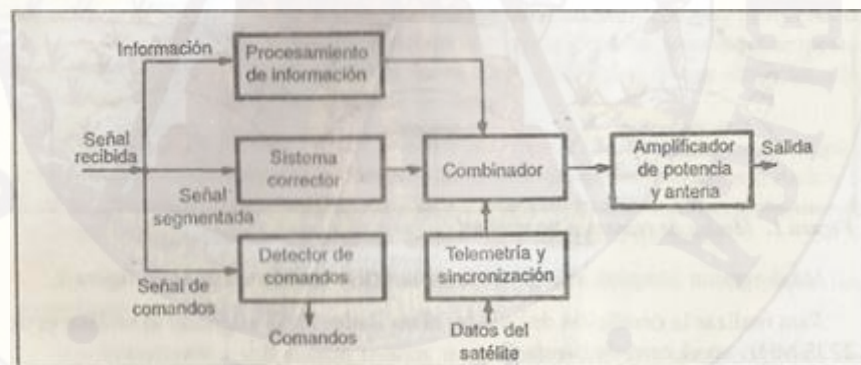 Información
Procesamiento
de información
Señal
recibida
Sistema
corrector
Combinador
Amplificador
de potencia
y antena
Salida
Señal
segmentada
Detector de
comandos
Telemetría y
sincronización
Señal de
comandos
Comandos
Datos del
satélite